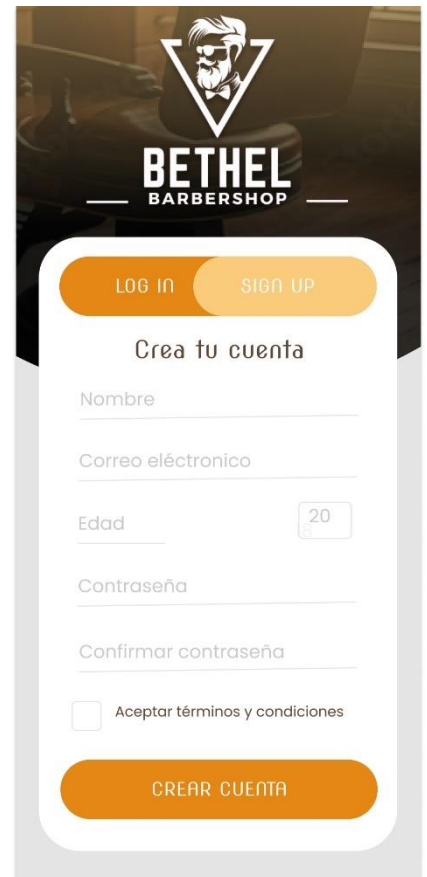 BETHEL
BARBERSHOP
LOG IN SIGN UP
Crea tu cuenta
Nombre
Correo eléctronico
Edad 20
Contraseña
Confirmar contraseña
Aceptar términos y condiciones
CREAR CUENTA